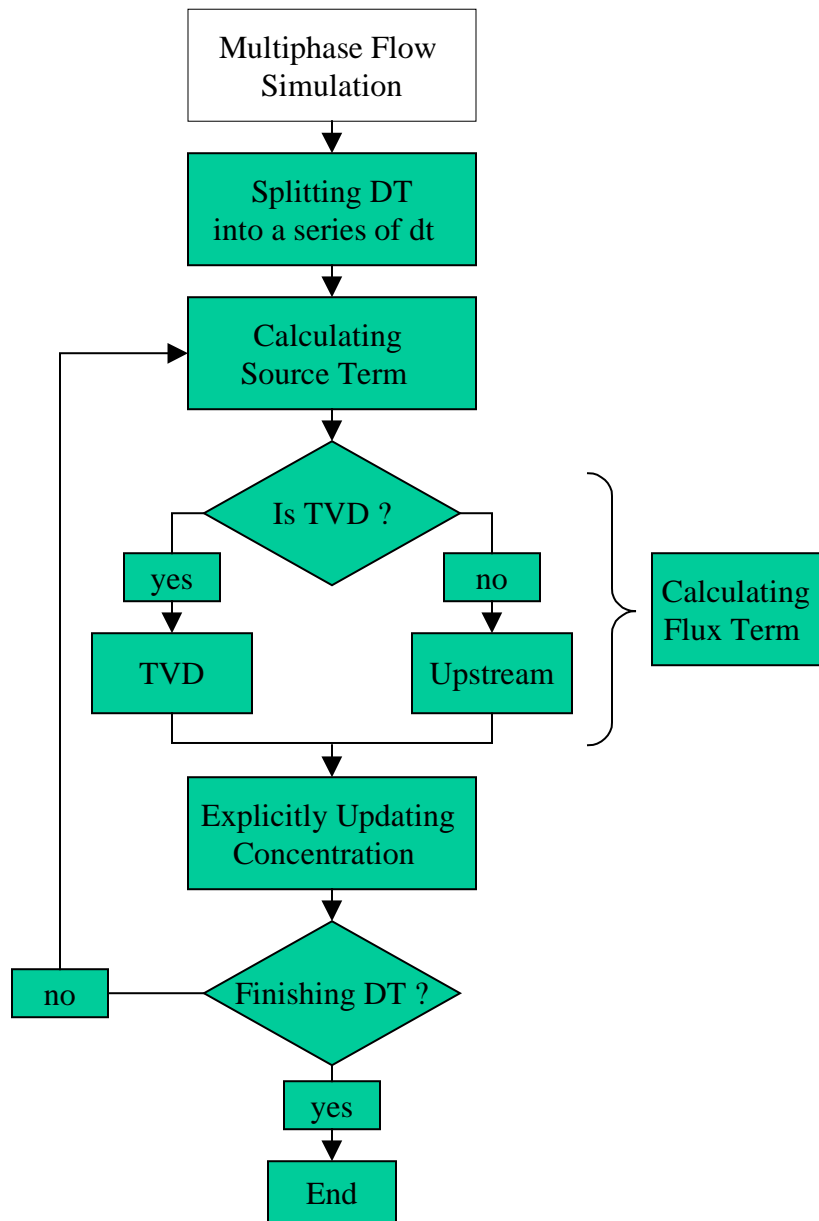 Multiphase Flow
Simulation
Splitting DT
into a series of dt
Calculating
Source Term
Is TVD ?
yes
no
TVD
Upstream
Calculating
Flux Term
Explicitly Updating
Concentration
Finishing DT ?
no
yes
End